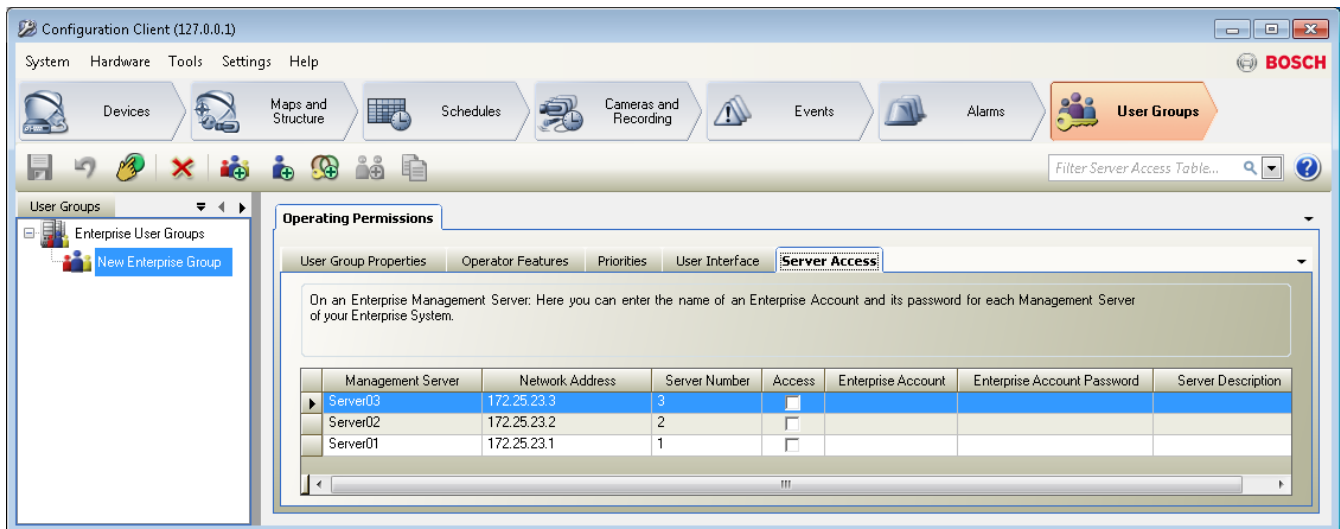 Configuration Client (127.0.0.1)
System Hardware Tools Settings Help
BOSCH
Devices
Maps and
Structure
Schedules
Cameras and
Recording
Events
Alarms
User Groups
Filter Server Access Table...
User Groups
Enterprise User Groups
New Enterprise Group
Operating Permissions
User Group Properties Operator Features Priorities User Interface Server Access
On an Enterprise Management Server: Here you can enter the name of an Enterprise Account and its password for each Management Server
of your Enterprise System.
Management Server Network Address Server Number Access Enterprise Account Enterprise Account Password Server Description
Server03 172.25.23.3 3
Server02 172.25.23.2 2
Server01 172.25.23.1 1